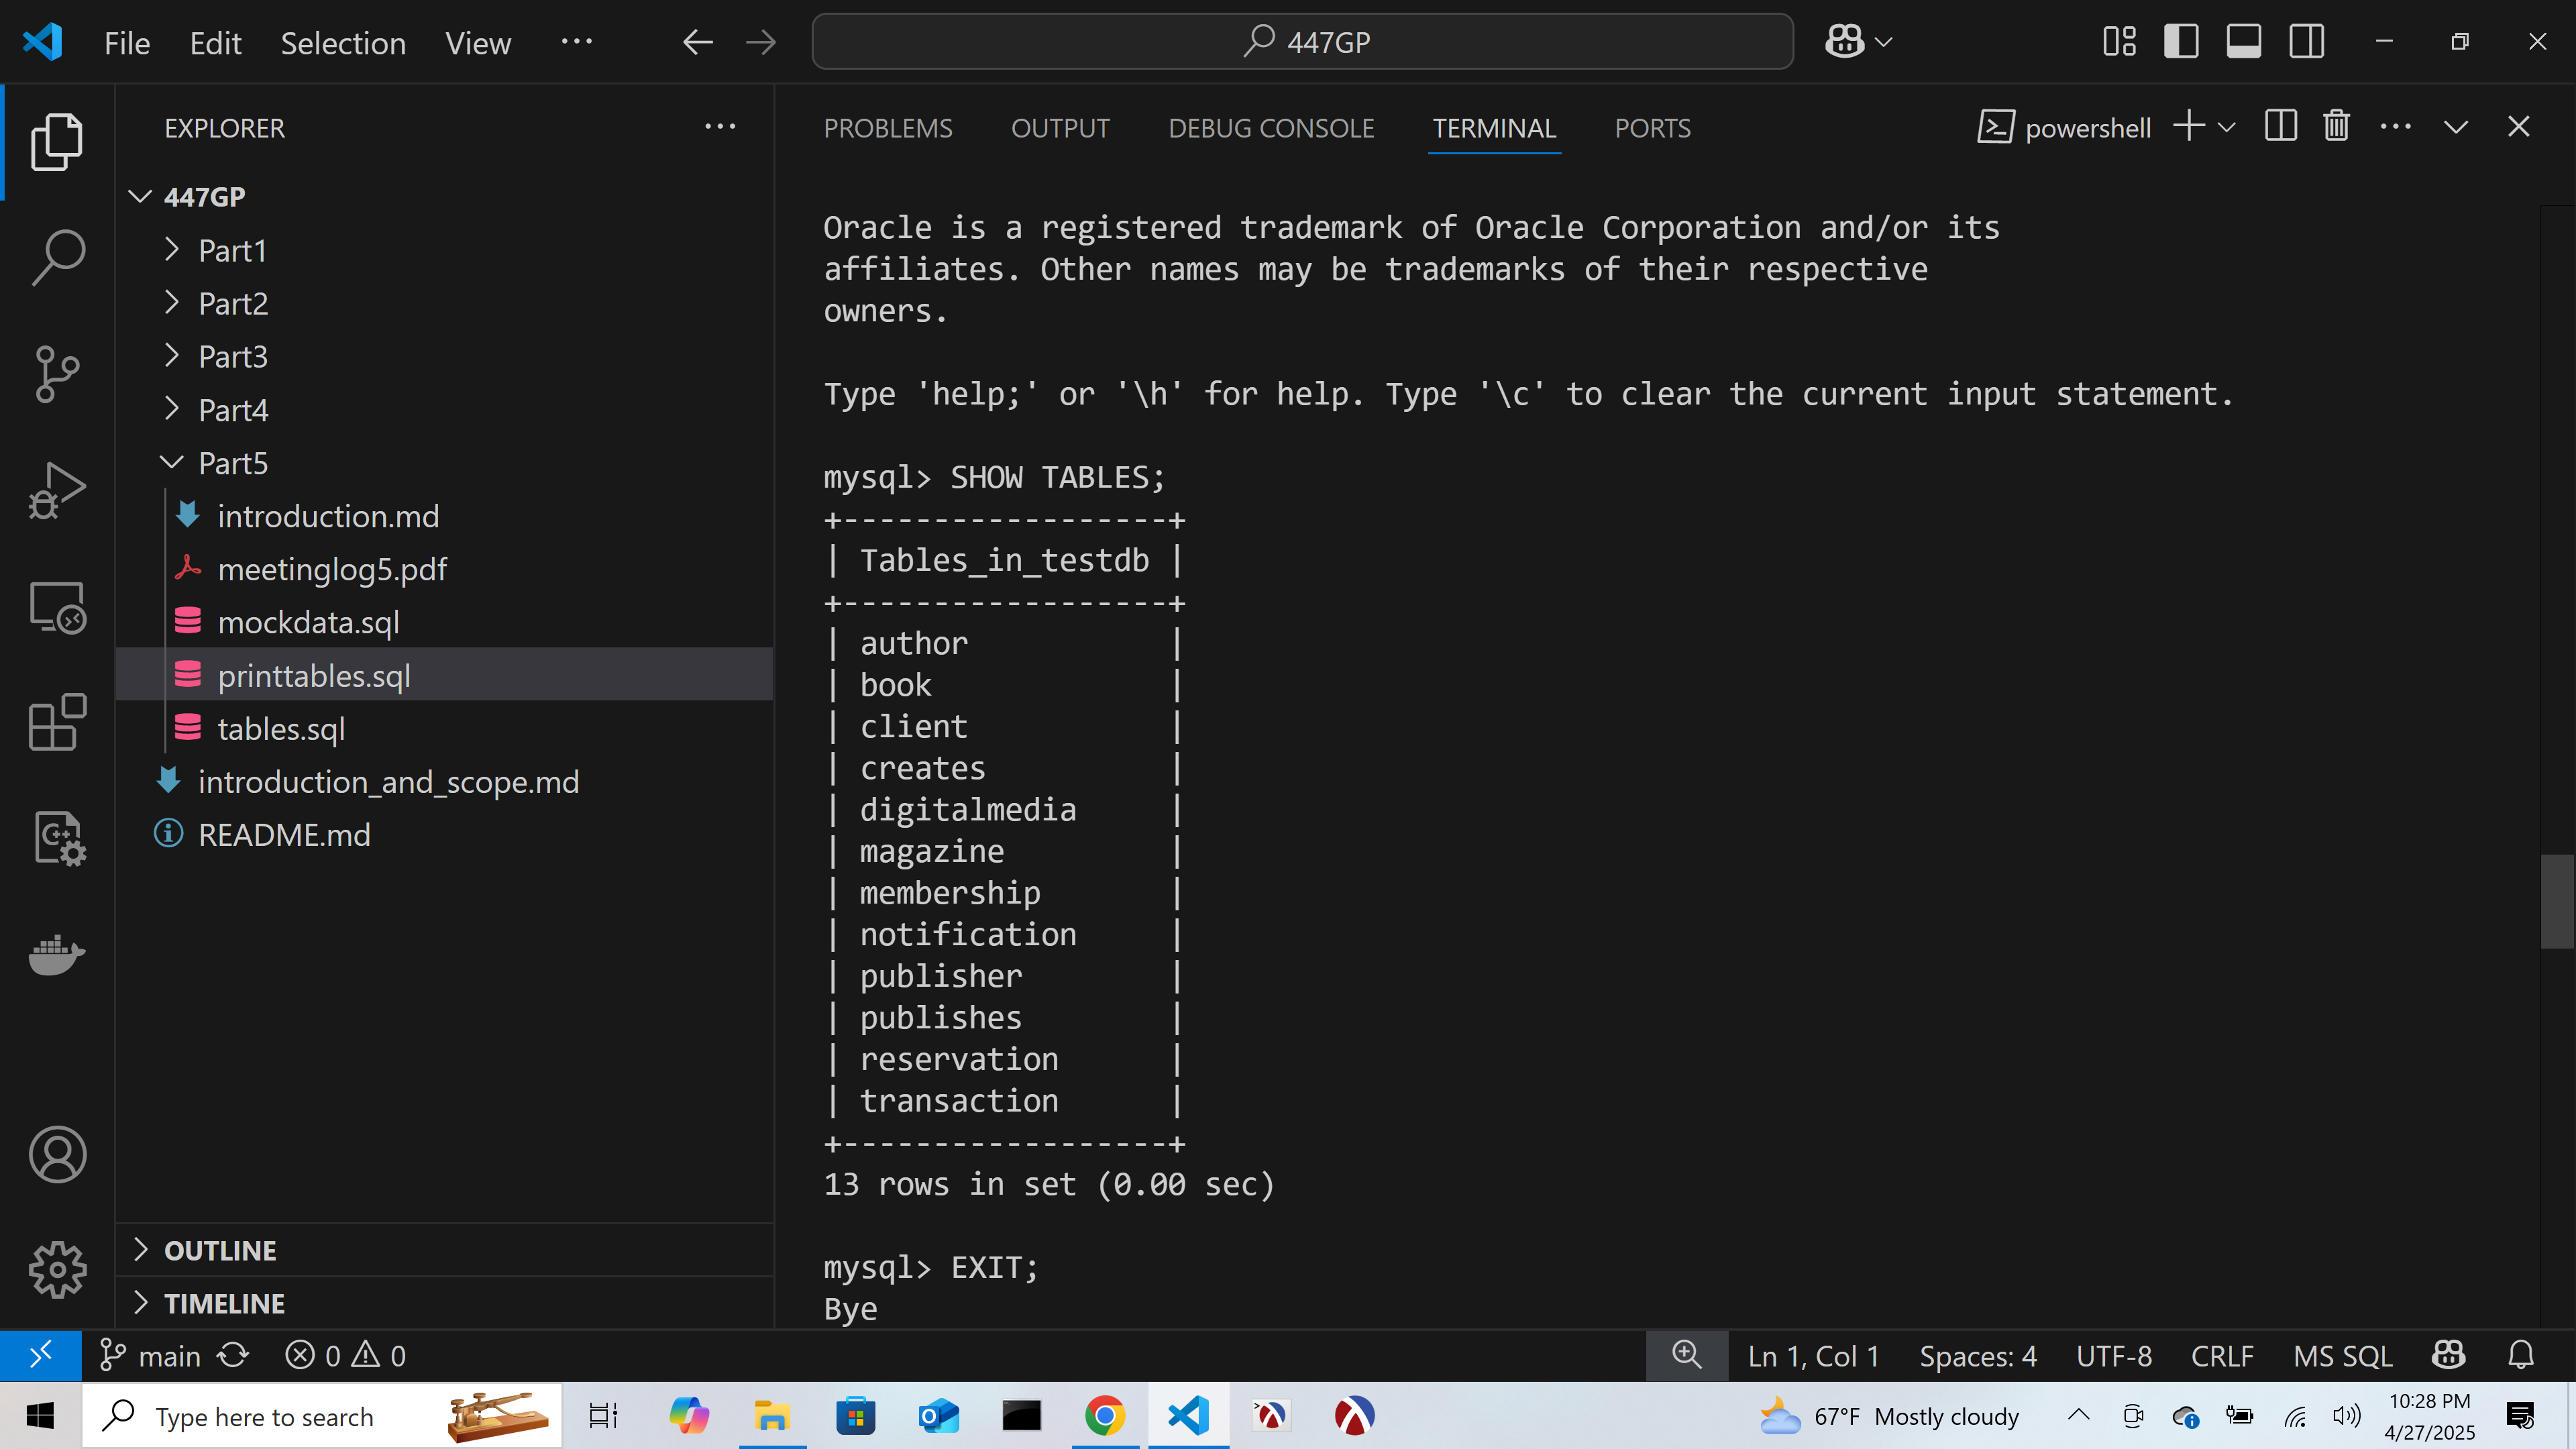 File Edit Selection View ··· 447GP
EXPLORER ···
447GP
Part1
Part2
Part3
Part4
Part5
introduction.md
meetinglog5.pdf
mockdata.sql
printtables.sql
tables.sql
introduction_and_scope.md
README.md
OUTLINE
TIMELINE
PROBLEMS OUTPUT DEBUG CONSOLE TERMINAL PORTS powershell
Oracle is a registered trademark of Oracle Corporation and/or its
affiliates. Other names may be trademarks of their respective
owners.
Type 'help;' or '\h' for help. Type '\c' to clear the current input statement.
mysql> SHOW TABLES;
+------------------+
| Tables_in_testdb |
+------------------+
| author           |
| book             |
| client           |
| creates          |
| digitalmedia     |
| magazine         |
| membership       |
| notification     |
| publisher        |
| publishes        |
| reservation      |
| transaction      |
+------------------+
13 rows in set (0.00 sec)
mysql> EXIT;
Bye
main 0 0 Ln 1, Col 1 Spaces: 4 UTF-8 CRLF MS SQL
Type here to search 67°F Mostly cloudy 10:28 PM
4/27/2025